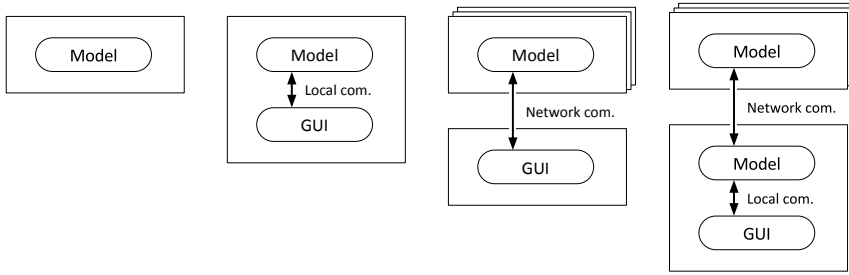 Model
Model
Local com.
GUI
Model
Network com.
GUI
Model
Network com.
Model
Local com.
GUI